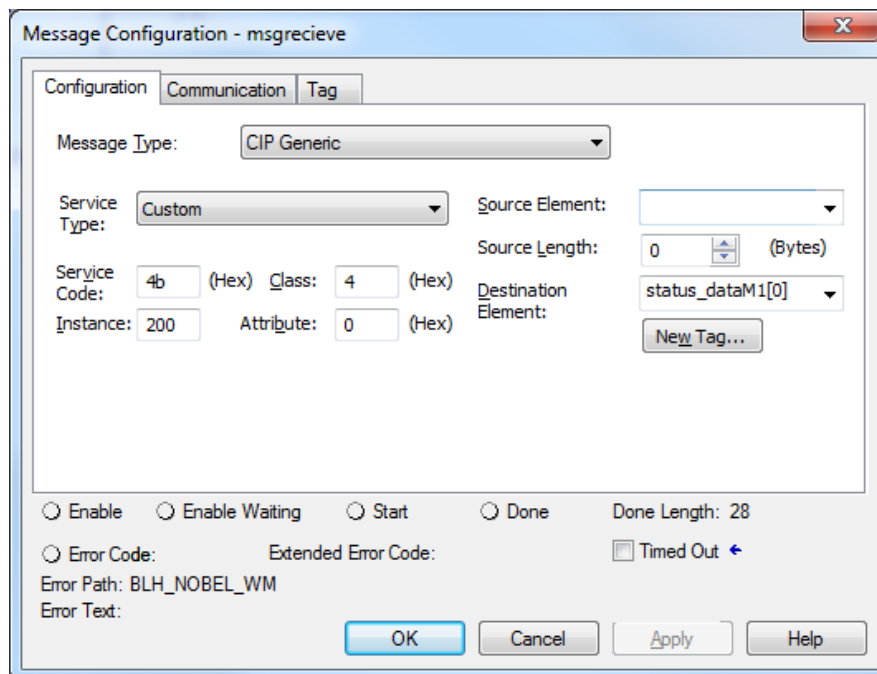 Message Configuration - msgrecieve
Configuration Communication Tag
Message Type: CIP Generic
Service Type: Custom
Source Element:
Source Length: 0 (Bytes)
Service Code: 4b (Hex) Class: 4 (Hex)
Destination Element: status_dataM1[0]
Instance: 200 Attribute: 0 (Hex)
New Tag...
Enable Enable Waiting Start Done Done Length: 28
Error Code: Extended Error Code: Timed Out
Error Path: BLH_NOBEL_WM
Error Text:
OK Cancel Apply Help